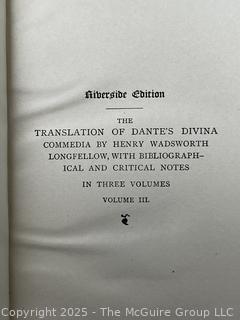 Riverside Edition
THE
TRANSLATION OF DANTE'S DIVINA
COMMEDIA BY HENRY WADSWORTH
LONGFELLOW, WITH BIBLIOGRAPH-
ICAL AND CRITICAL NOTES
IN THREE VOLUMES
VOLUME III.
Copyright 2025 - The McGuire Group LLC